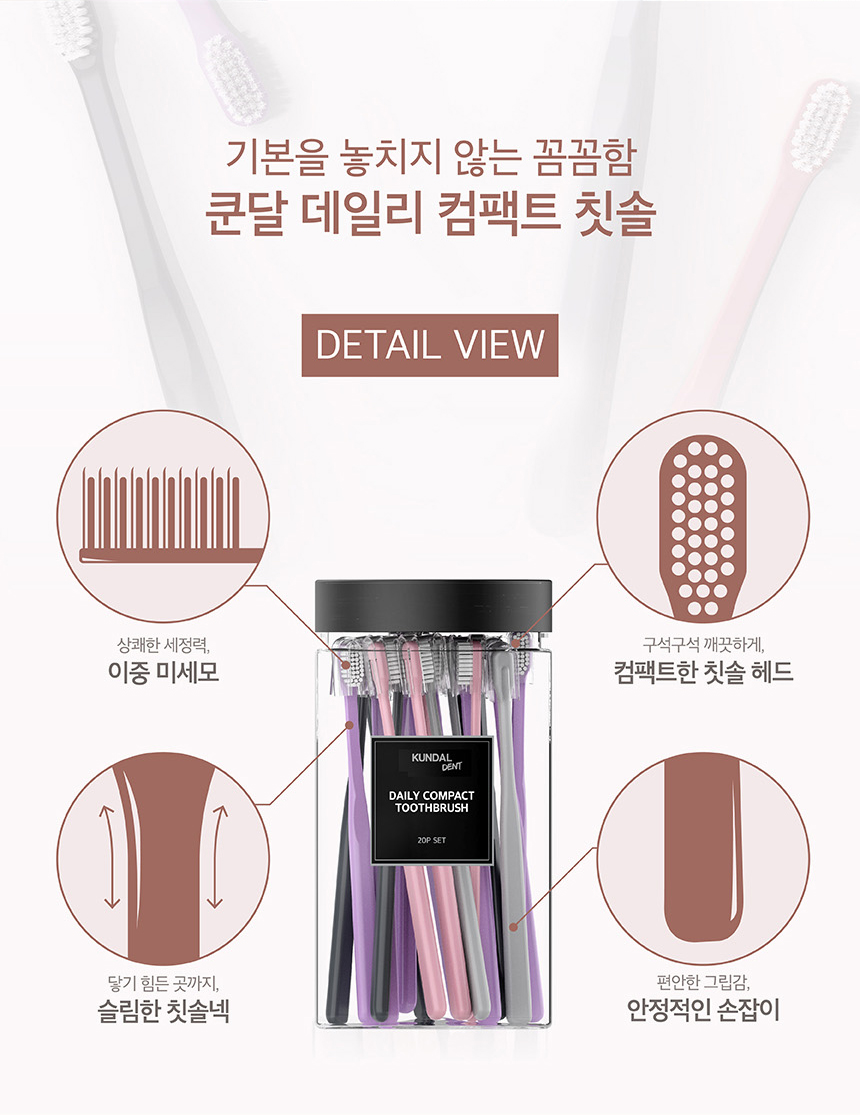 기본을 놓치지 않는 꼼꼼함
쿤달 데일리 컴팩트 칫솔
DETAIL VIEW
상쾌한 세정력,
이중 미세모
구석구석 깨끗하게,
컴팩트한 칫솔 헤드
KUNDAL
DENT
DAILY COMPACT
TOOTHBRUSH
20P SET
닿기 힘든 곳까지,
슬림한 칫솔넥
편안한 그립감,
안정적인 손잡이